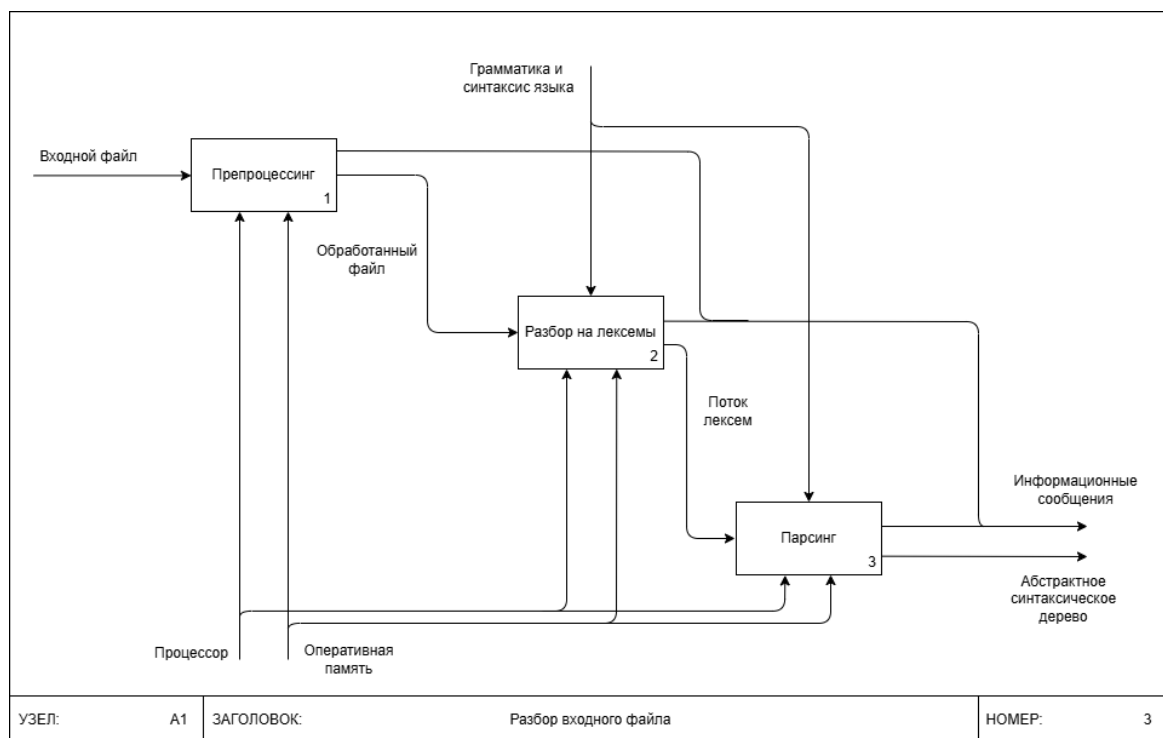 Грамматика и
синтаксис языка
Входной файл
Препроцессинг
1
Обработанный
файл
Разбор на лексемы
2
Поток
лексем
Информационные
сообщения
Парсинг
3
Абстрактное
синтаксическое
дерево
Процессор
Оперативная
память
УЗЕЛ: А1 ЗАГОЛОВОК: Разбор входного файла НОМЕР: 3